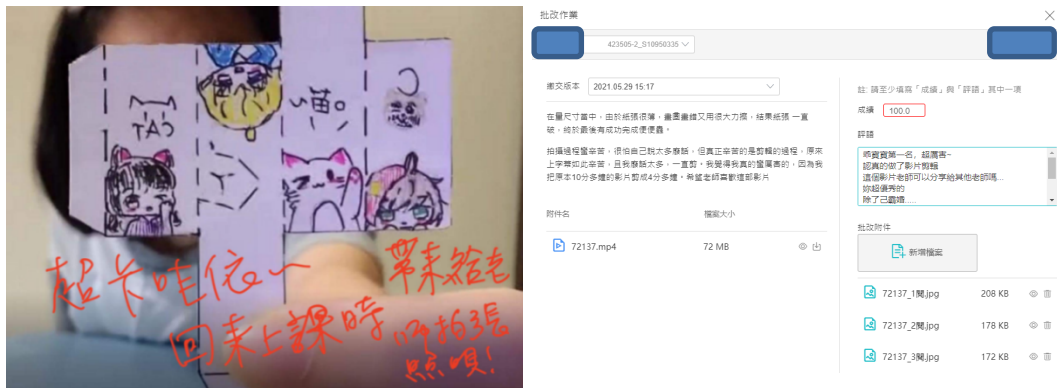 CAT
喵。
超卡哇依~
帶來給老
回來上課時
師拍張
照唄!
批改作業
423505-2_S10950335
繳交版本
2021.05.29 15:17
在量尺寸當中，由於紙張很薄，畫圖畫錯又用很大力擦，結果紙張 一直
破，終於最後有成功完成便便蟲。
拍攝過程蠻辛苦，很怕自己說太多廢話，但真正辛苦的是剪輯的過程，原來
上字幕如此辛苦，且我廢話太多，一直剪，我覺得我真的蠻厲害的，因為我
把原本10分多鐘的影片剪成4分多鐘。希望老師喜歡這部影片
附件名
檔案大小
72137.mp4
72 MB
註: 請至少填寫「成績」與「評語」其中一項
成績
100.0
評語
乖寶寶第一名，超厲害~
認真的做了影片剪輯
這個影片老師可以分享給其他老師嗎...
妳超優秀的
除了己
批改附件
新增檔案
72137_1閱.jpg
208 KB
72137_2閱.jpg
178 KB
72137_3閱.jpg
172 KB